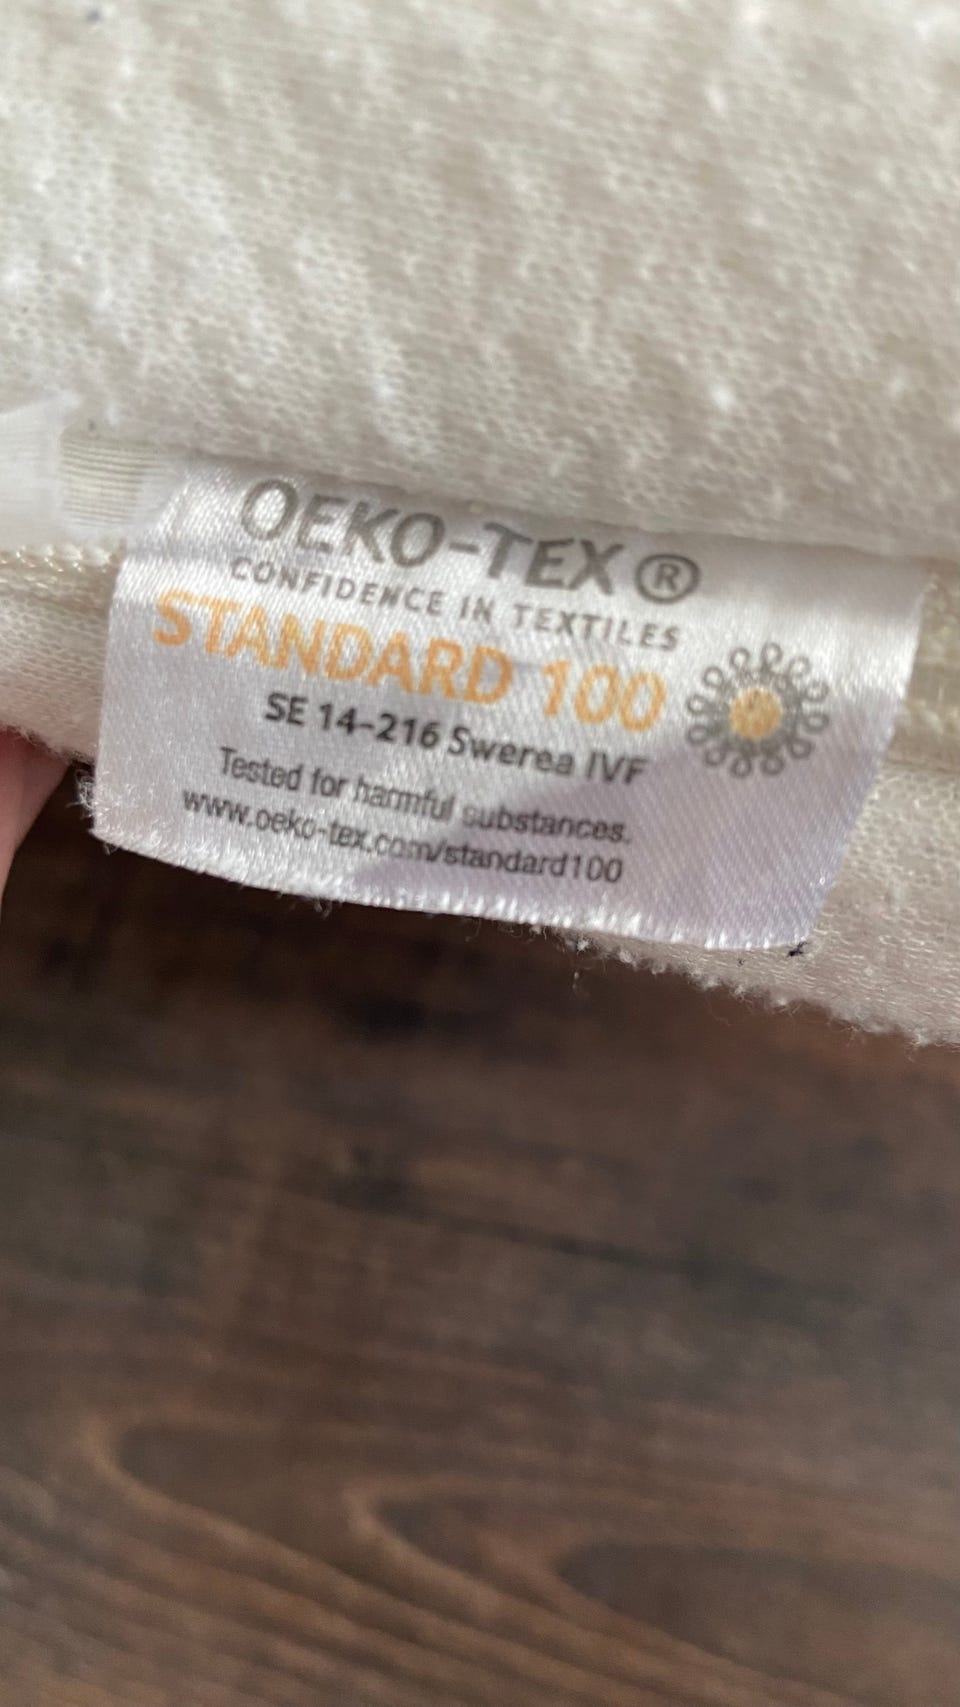 OEKO-TEX®
CONFIDENCE IN TEXTILES
STANDARD 100
SE 14-216 Swerea IVF
Tested for harmful substances.
www.oeko-tex.com/standard100